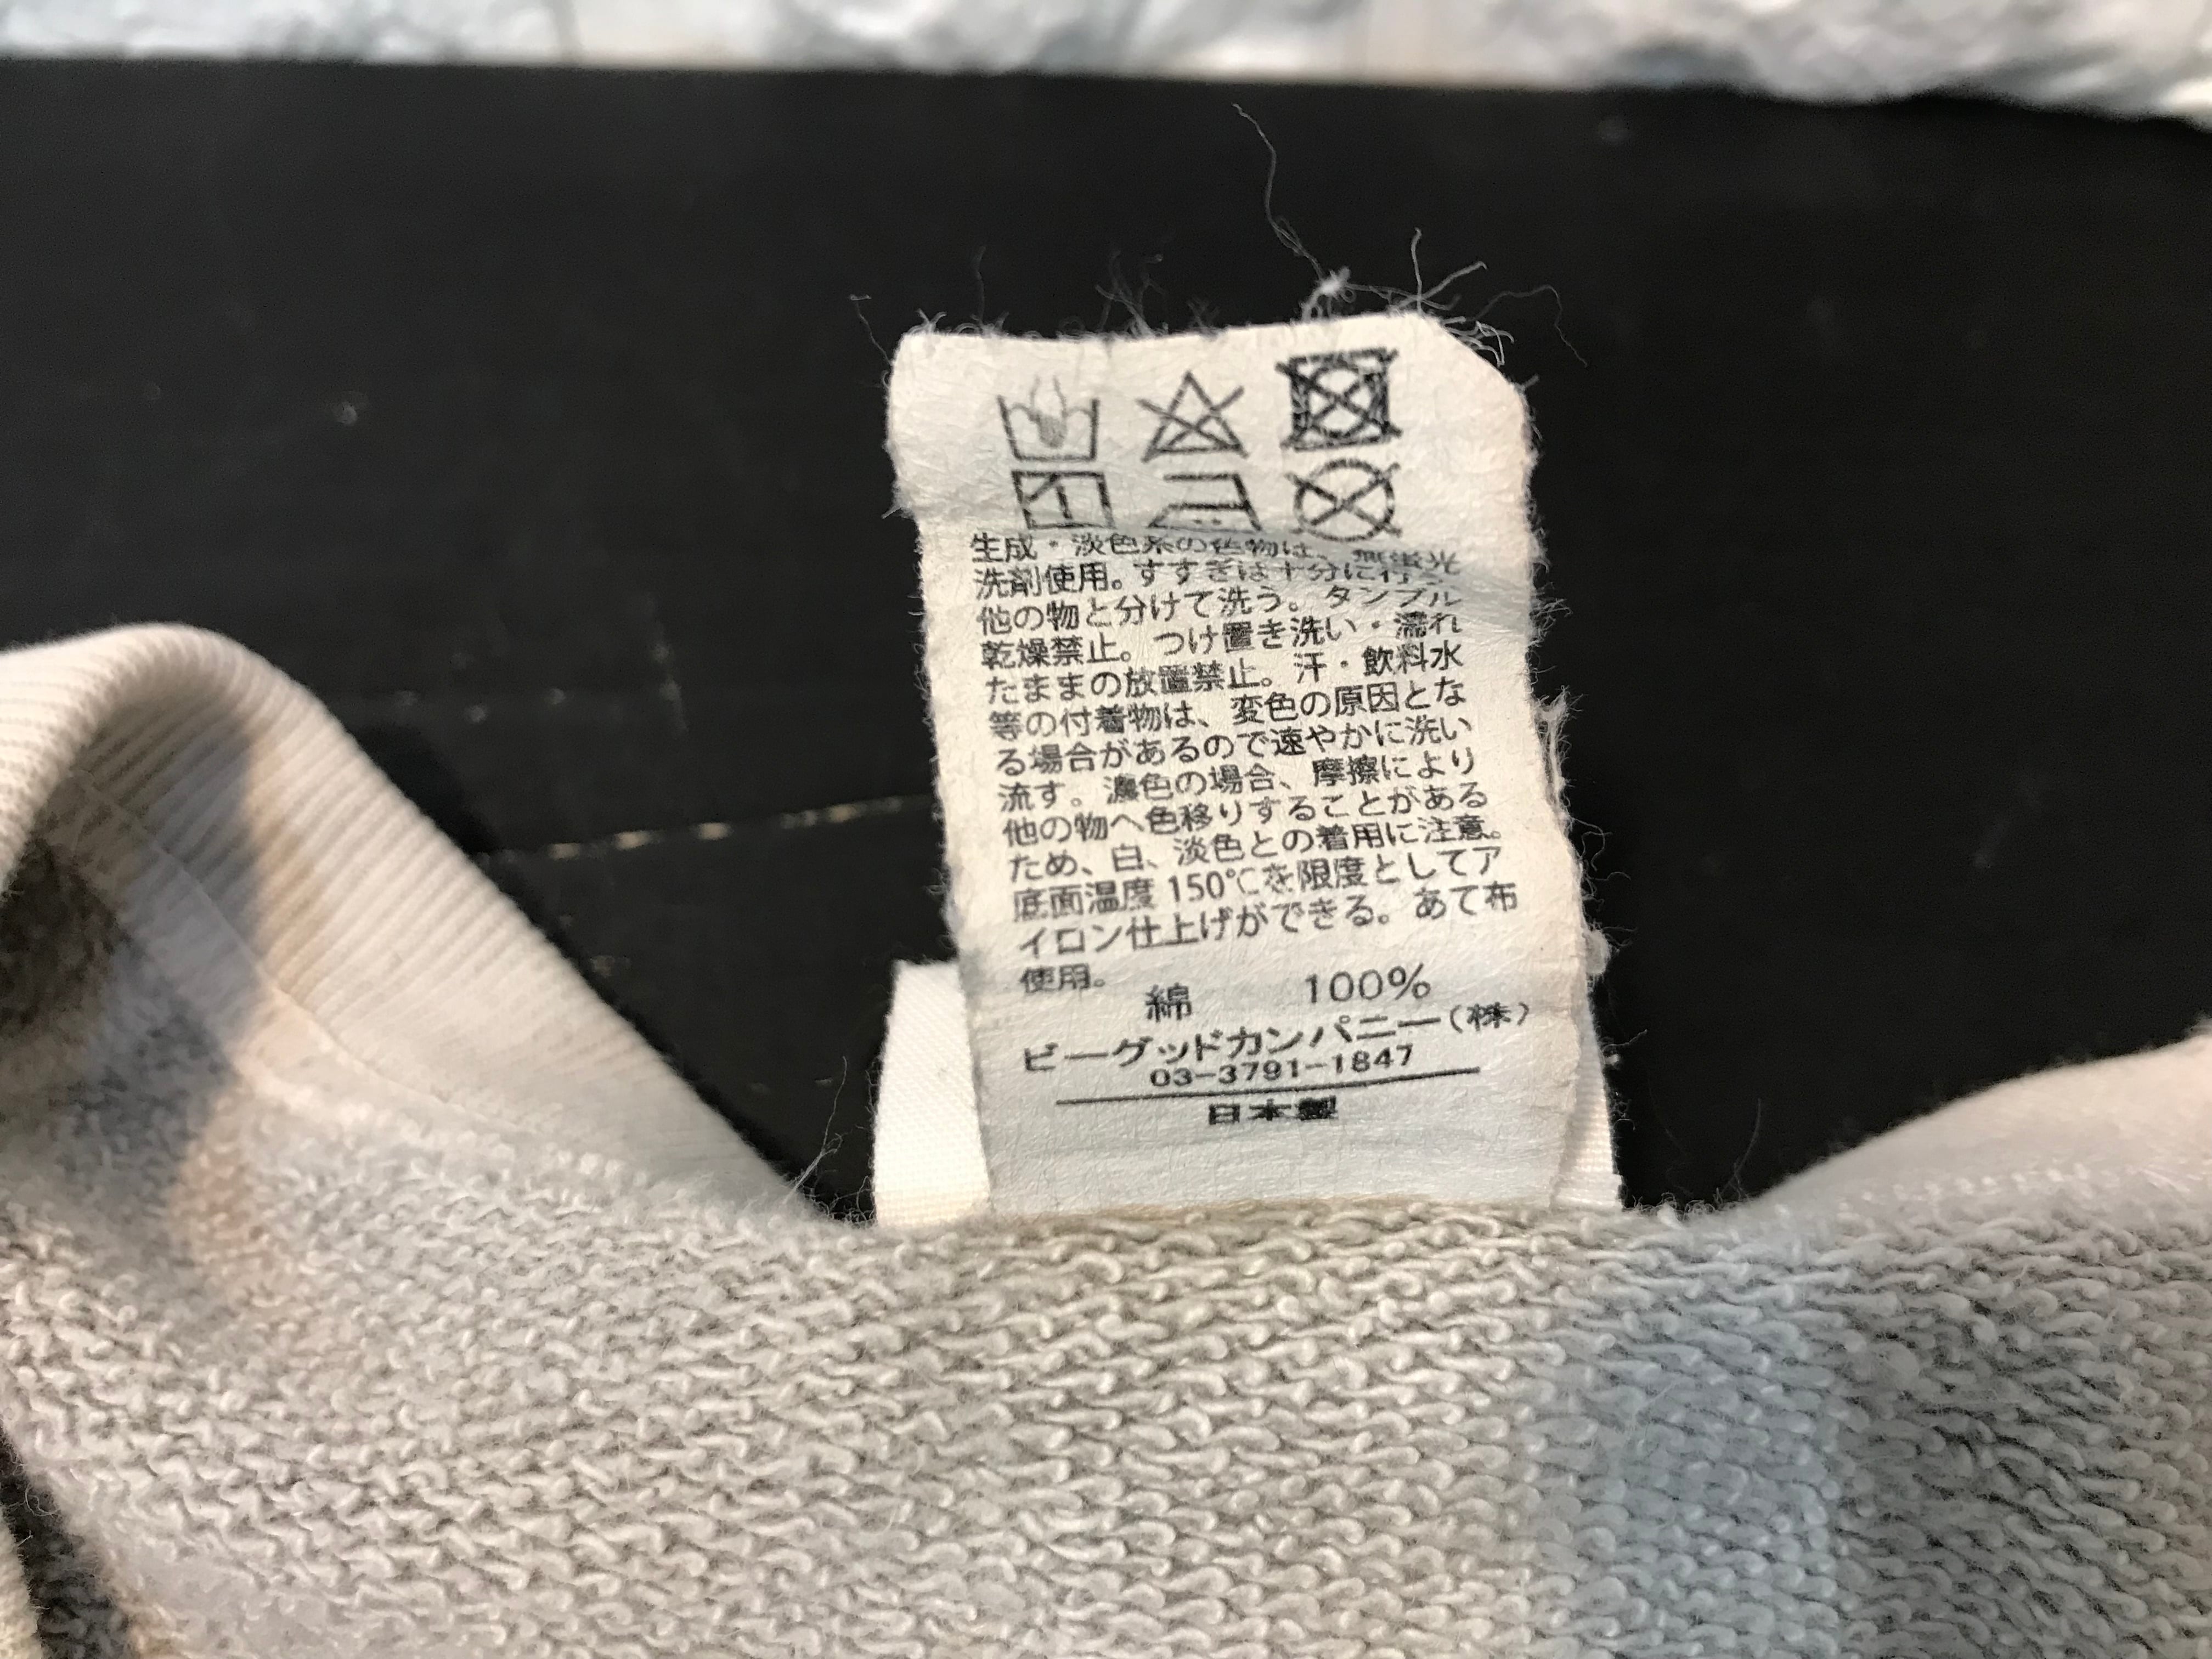 生成・淡色系の色物は、無蛍光
洗剤使用。すすぎは十分に行う。
他の物と分けて洗う。タンブル
乾燥禁止。つけ置き洗い・濡れ
たままの放置禁止。汗・飲料水
等の付着物は、変色の原因とな
る場合があるので速やかに洗い
流す。濃色の場合、摩擦により
他の物へ色移りすることがある
ため、白、淡色との着用に注意。
底面温度 150℃を限度としてア
イロン仕上げができる。あて布
使用。
綿 100%
ビーグッドカンパニー(株)
03-3791-1847
日本製